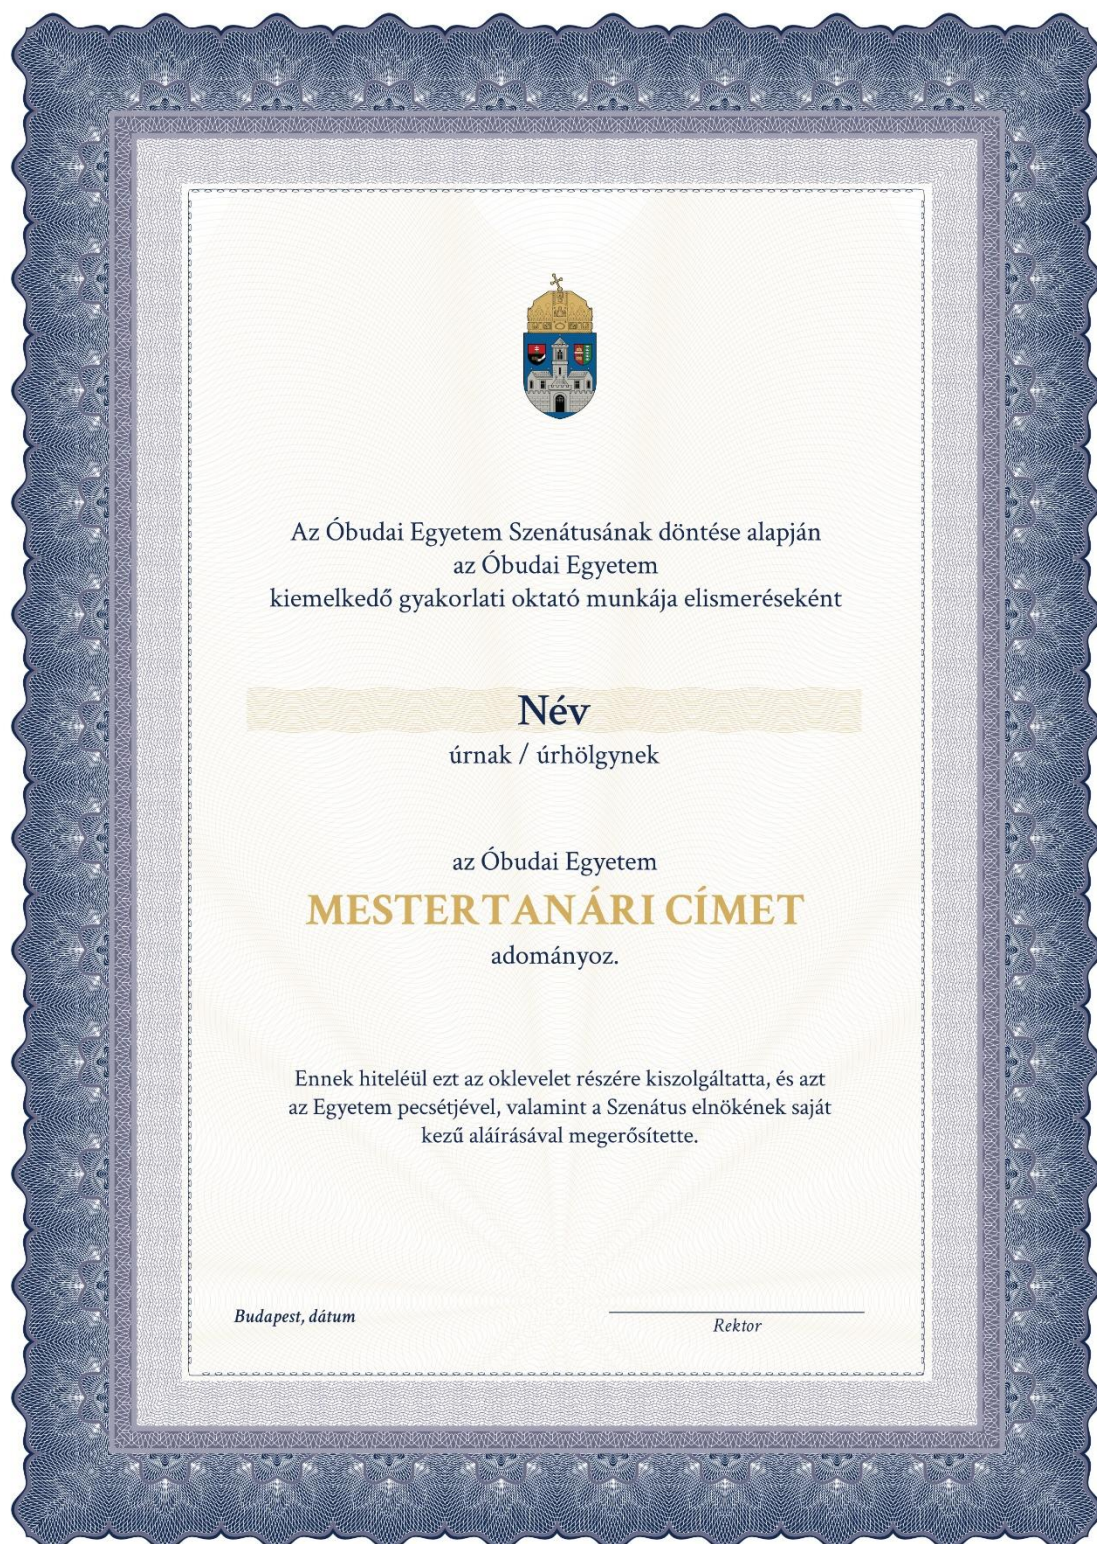 Az Óbudai Egyetem Szenátusának döntése alapján
az Óbudai Egyetem
kiemelkedő gyakorlati oktató munkája elismeréseként
Név
úrnak / úrhölgynek
az Óbudai Egyetem
MESTERTANÁRI CÍMET
adományoz.
Ennek hiteléül ezt az oklevelet részére kiszolgáltatta, és azt
az Egyetem pecsétjével, valamint a Szenátus elnökének saját
kezű aláírásával megerősítette.
Budapest, dátum
Rektor